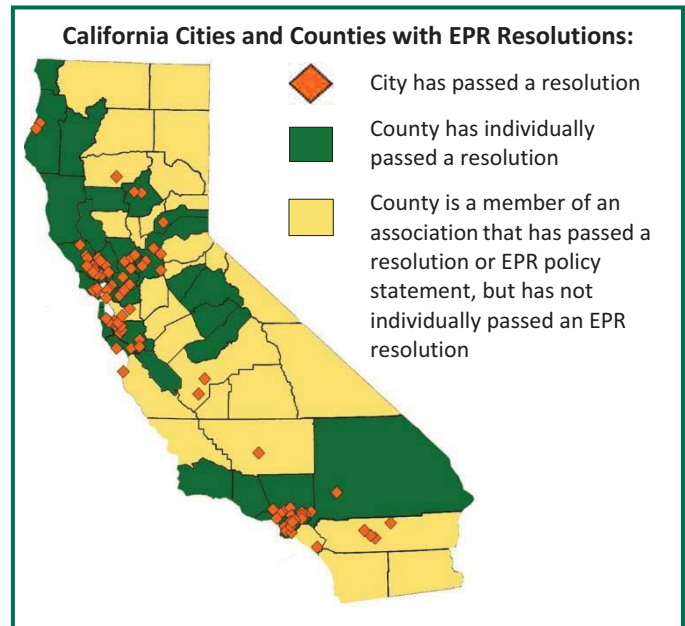 California Cities and Counties with EPR Resolutions:
City has passed a resolution
County has individually
passed a resolution
County is a member of an
association that has passed a
resolution or EPR policy
statement, but has not
individually passed an EPR
resolution